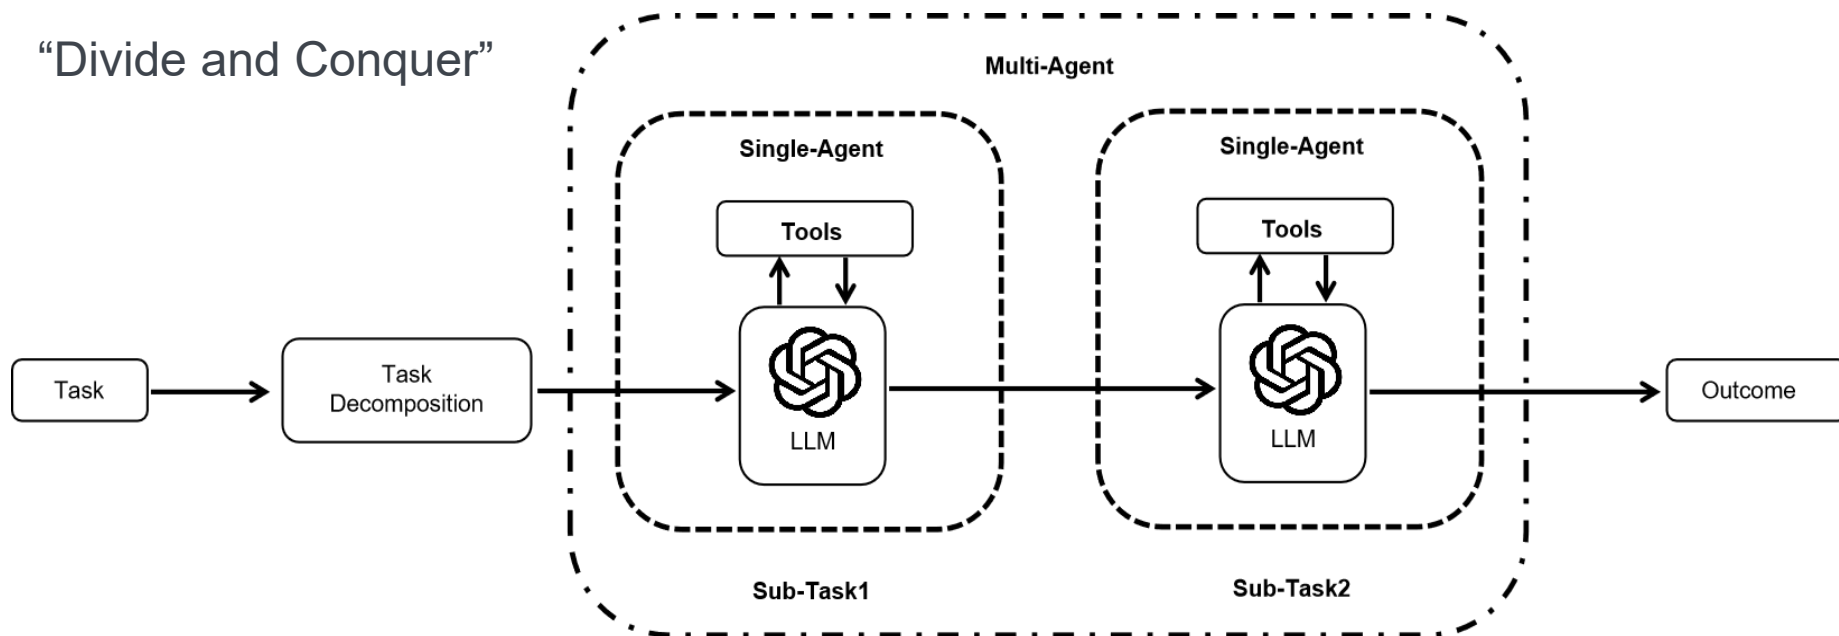 “Divide and Conquer”
Multi-Agent
Single-Agent
Single-Agent
Tools
Tools
Task
Task
Decomposition
LLM
LLM
Outcome
Sub-Task1
Sub-Task2